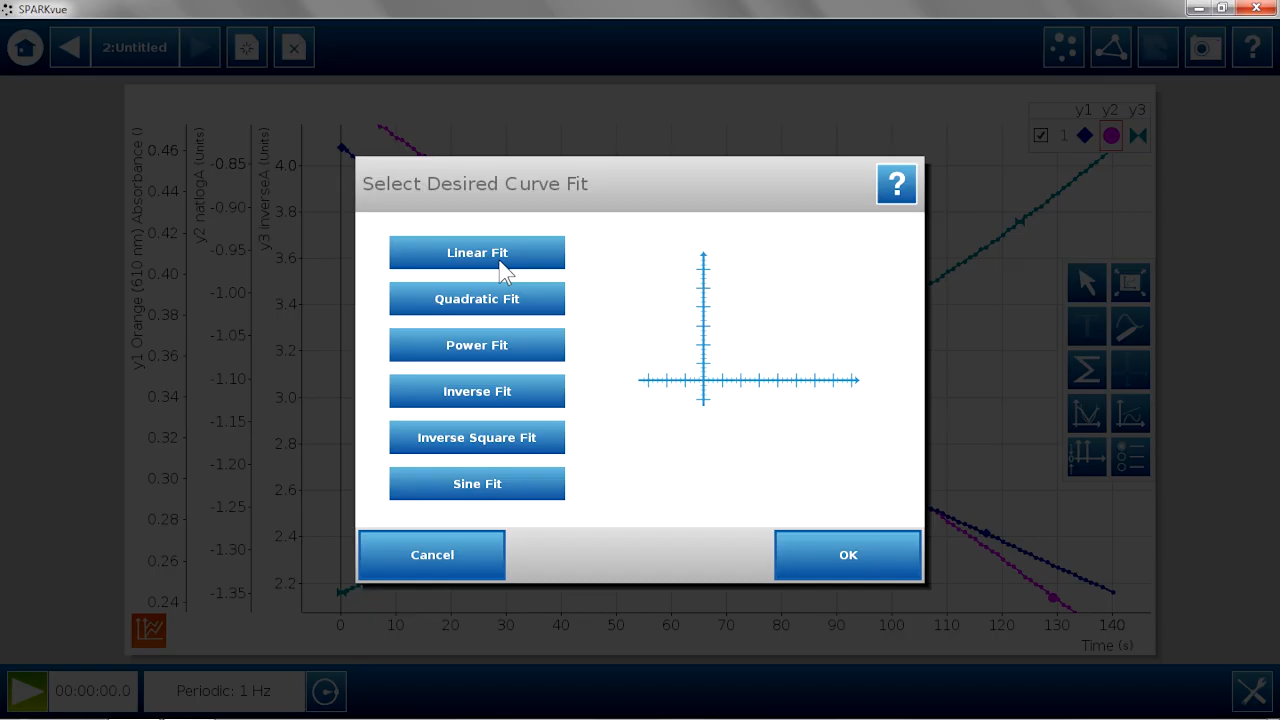 SPARKvue
2:Untitled
?
y1 y2 y3
1
y1 Orange (610 nm) Absorbance ()
0.46
0.44
0.42
0.40
0.38
0.36
0.34
0.32
0.30
0.28
0.26
0.24
y2 natlogA (Units)
-0.85
-0.90
-0.95
-1.00
-1.05
-1.10
-1.15
-1.20
-1.25
-1.30
-1.35
y3 inverseA (Units)
4.0
3.8
3.6
3.4
3.2
3.0
2.8
2.6
2.4
2.2
Select Desired Curve Fit
?
Linear Fit
Quadratic Fit
Power Fit
Inverse Fit
Inverse Square Fit
Sine Fit
Cancel
OK
T
Σ
0 10 20 30 40 50 60 70 80 90 100 110 120 130 140
Time (s)
00:00:00.0
Periodic: 1 Hz